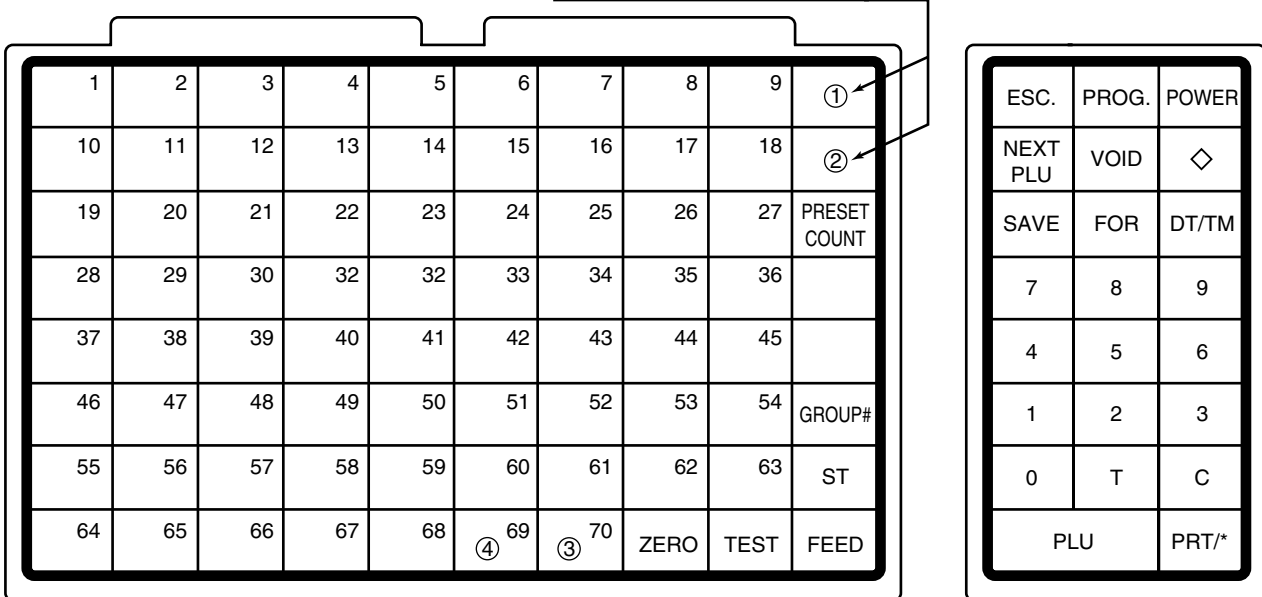 1 2 3 4 5 6 7 8 9 ①
10 11 12 13 14 15 16 17 18 ②
19 20 21 22 23 24 25 26 27 PRESET
COUNT
28 29 30 32 32 33 34 35 36
37 38 39 40 41 42 43 44 45
46 47 48 49 50 51 52 53 54 GROUP#
55 56 57 58 59 60 61 62 63 ST
64 65 66 67 68 ④ 69 ③ 70 ZERO TEST FEED
ESC. PROG. POWER
NEXT
PLU VOID ◇
SAVE FOR DT/TM
7 8 9
4 5 6
1 2 3
0 T C
PLU PRT/*